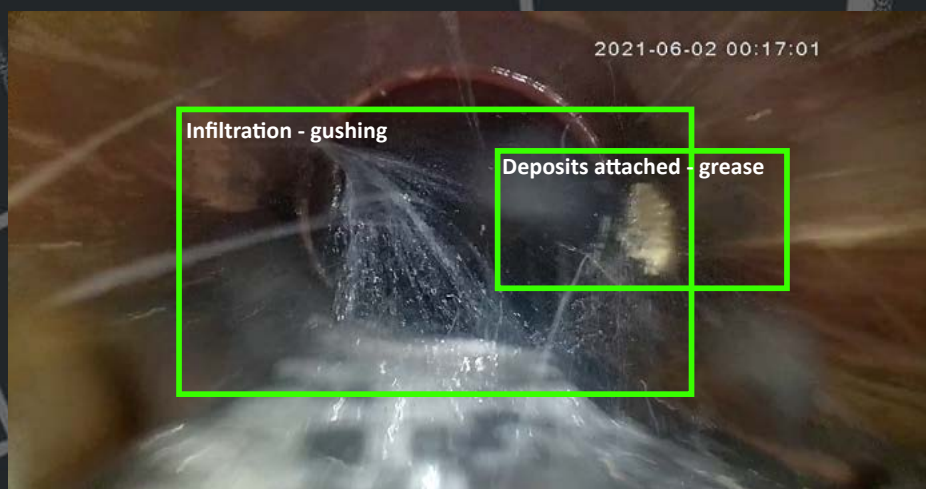 2021-06-02 00:17:01
Infiltration - gushing
Deposits attached - grease